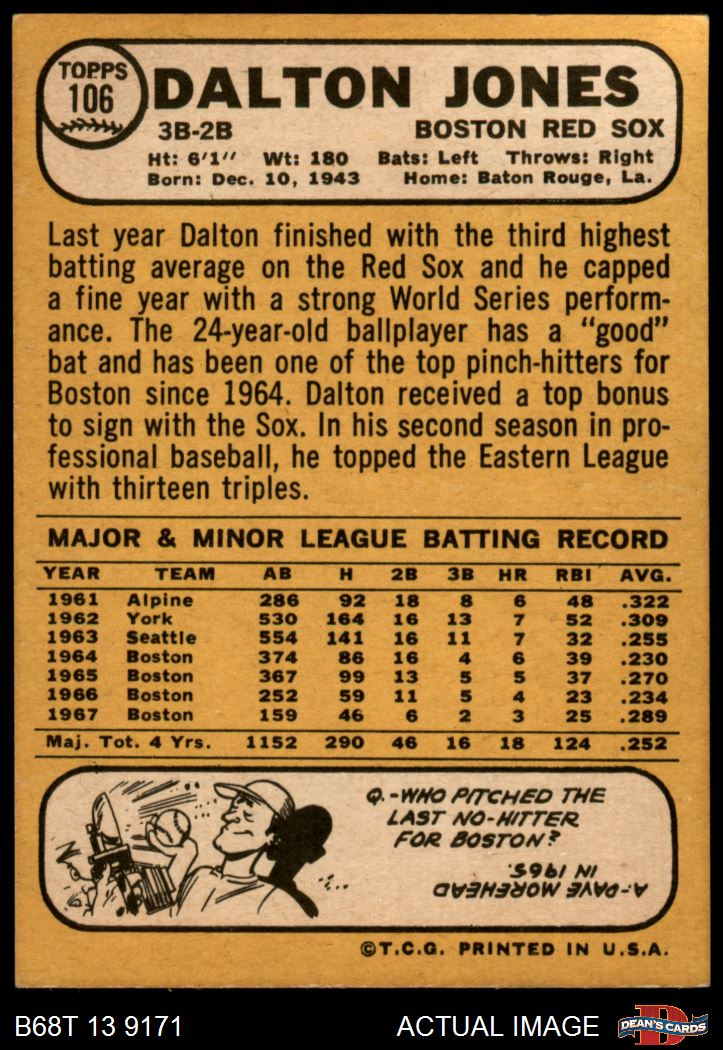 TOPPS
106
DALTON JONES
3B-2B BOSTON RED SOX
Ht: 6'1" Wt: 180 Bats: Left Throws: Right
Born: Dec. 10, 1943 Home: Baton Rouge, La.
Last year Dalton finished with the third highest
batting average on the Red Sox and he capped
a fine year with a strong World Series perform-
ance. The 24-year-old ballplayer has a "good"
bat and has been one of the top pinch-hitters for
Boston since 1964. Dalton received a top bonus
to sign with the Sox. In his second season in pro-
fessional baseball, he topped the Eastern League
with thirteen triples.
MAJOR & MINOR LEAGUE BATTING RECORD
YEAR TEAM AB H 2B 3B HR RBI AVG.
1961 Alpine 286 92 18 8 6 48 .322
1962 York 530 164 16 13 7 52 .309
1963 Seattle 554 141 16 11 7 32 .255
1964 Boston 374 86 16 4 6 39 .230
1965 Boston 367 99 13 5 5 37 .270
1966 Boston 252 59 11 5 4 23 .234
1967 Boston 159 46 6 2 3 25 .289
Maj. Tot. 4 Yrs. 1152 290 46 16 18 124 .252
Q.-WHO PITCHED THE
LAST NO-HITTER
FOR BOSTON?
A-DAVE MOREHEAD
IN 1965.
©T.C.G. PRINTED IN U.S.A.
B68T 13 9171 ACTUAL IMAGE
DEAN'S CARDS